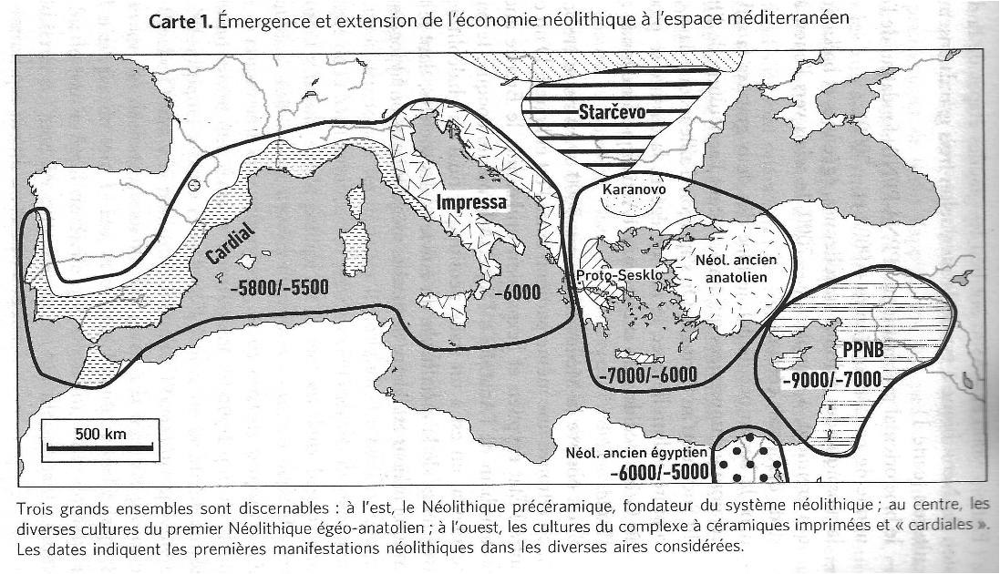 Carte 1. Émergence et extension de l'économie néolithique à l'espace méditerranéen
Starčevo
Karanovo
Impressa
Cardial
Néol. ancien
anatolien
Proto-Sesklo
-5800/-5500
-6000
PPNB
-7000/-6000
-9000/-7000
500 km
Néol. ancien égyptien
-6000/-5000
Trois grands ensembles sont discernables : à l'est, le Néolithique précéramique, fondateur du système néolithique ; au centre, les
diverses cultures du premier Néolithique égéo-anatolien ; à l'ouest, les cultures du complexe à céramiques imprimées et « cardiales ».
Les dates indiquent les premières manifestations néolithiques dans les diverses aires considérées.